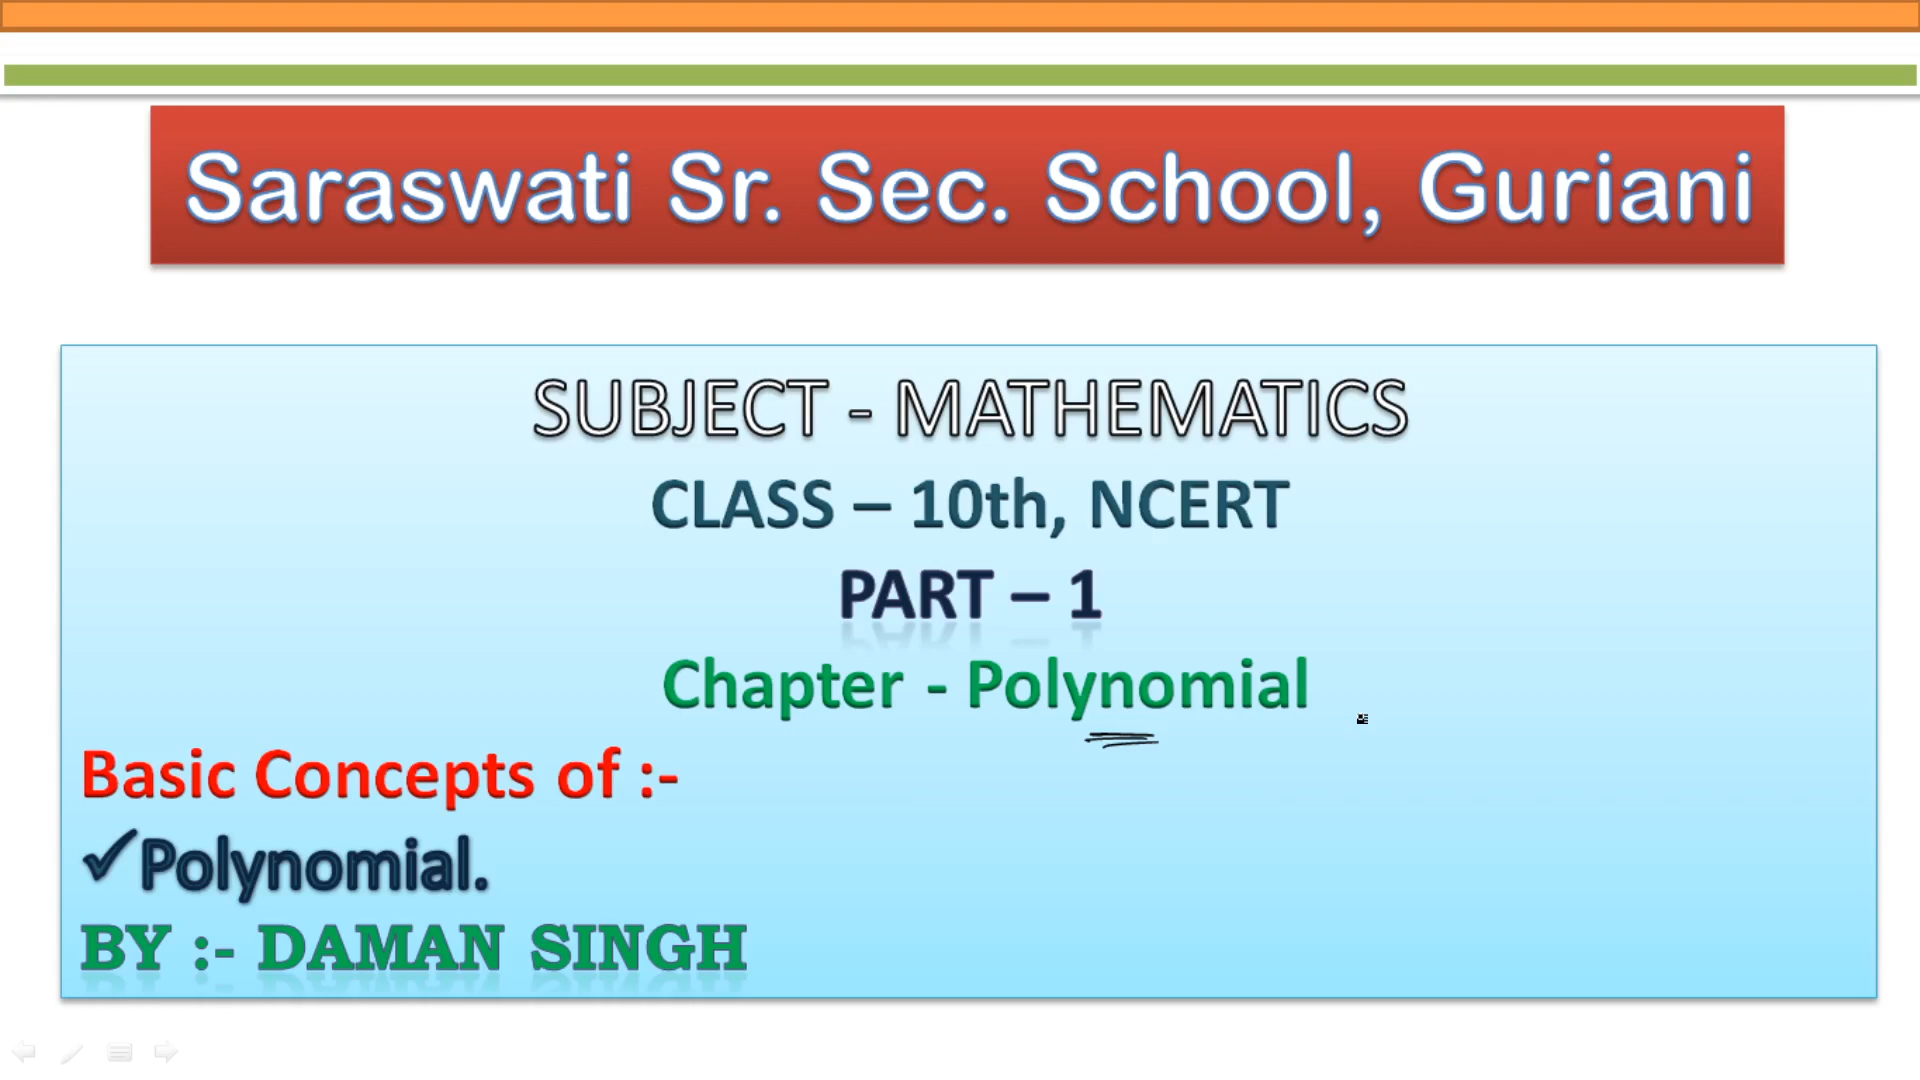 Saraswati Sr. Sec. School, Guriani
SUBJECT - MATHEMATICS
CLASS – 10th, NCERT
PART – 1
Chapter - Polynomial
Basic Concepts of :-
✓Polynomial.
BY :- DAMAN SINGH